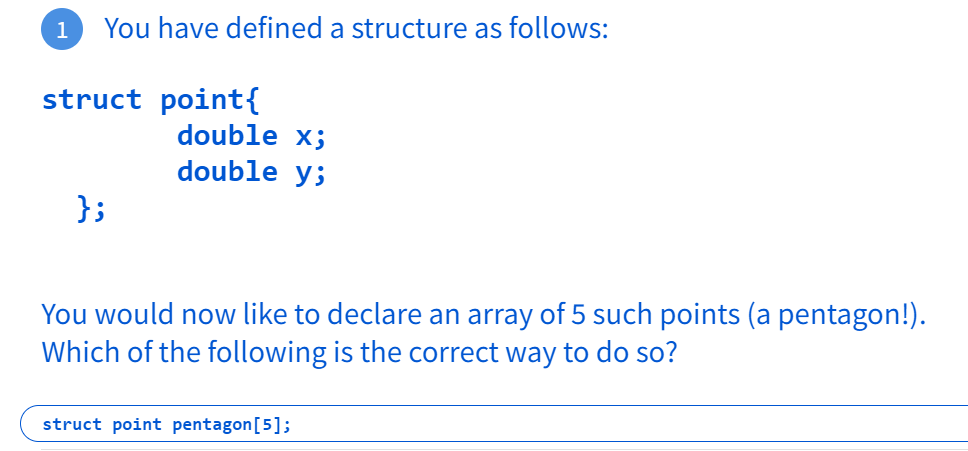 1 You have defined a structure as follows:
struct point{
double x;
double y;
};
You would now like to declare an array of 5 such points (a pentagon!).
Which of the following is the correct way to do so?
struct point pentagon[5];